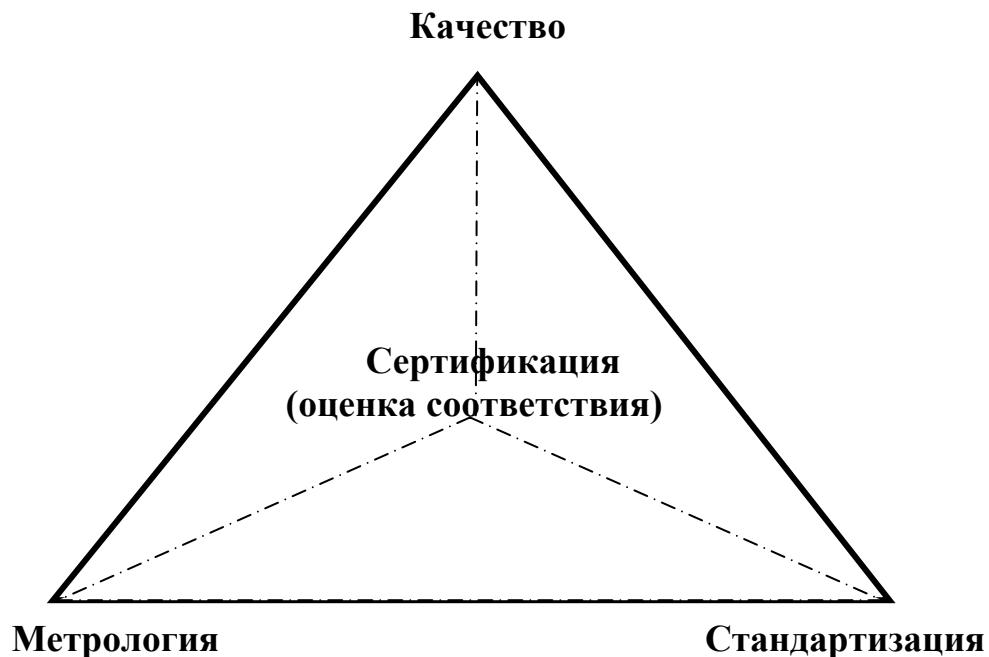 Качество
Сертификация
(оценка соответствия)
Метрология
Стандартизация